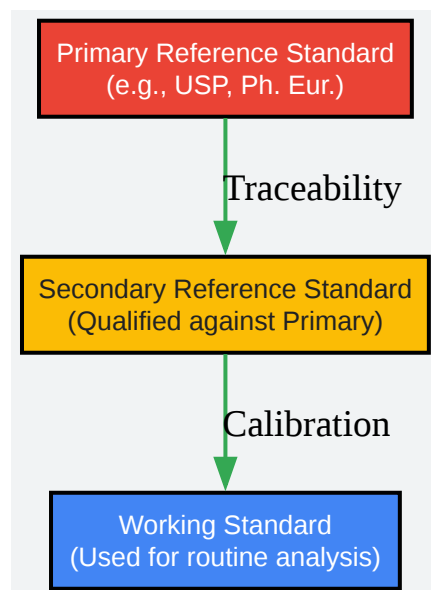 Primary Reference Standard
(e.g., USP, Ph. Eur.)
Traceability
Secondary Reference Standard
(Qualified against Primary)
Calibration
Working Standard
(Used for routine analysis)